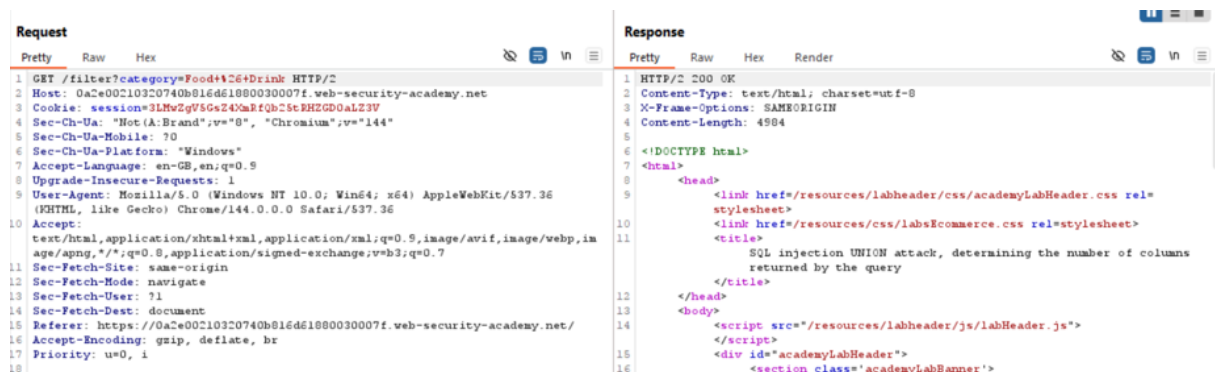 Request
Pretty Raw Hex
\n
1 GET /filter?category=Food+%26+Drink HTTP/2
2 Host: 0a2e00210320740b816d61880030007f.web-security-academy.net
3 Cookie: session=3LMwZgVSGsZ4XmRfQb25tRHZGD0aLZ3V
4 Sec-Ch-Ua: "Not(A:Brand";v="8", "Chromium";v="144"
5 Sec-Ch-Ua-Mobile: ?0
6 Sec-Ch-Ua-Platform: "Windows"
7 Accept-Language: en-GB,en;q=0.9
8 Upgrade-Insecure-Requests: 1
9 User-Agent: Mozilla/5.0 (Windows NT 10.0; Win64; x64) AppleWebKit/537.36
(KHTML, like Gecko) Chrome/144.0.0.0 Safari/537.36
10 Accept:
text/html,application/xhtml+xml,application/xml;q=0.9,image/avif,image/webp,im
age/apng,*/*;q=0.8,application/signed-exchange;v=b3;q=0.7
11 Sec-Fetch-Site: same-origin
12 Sec-Fetch-Mode: navigate
13 Sec-Fetch-User: ?1
14 Sec-Fetch-Dest: document
15 Referer: https://0a2e00210320740b816d61880030007f.web-security-academy.net/
16 Accept-Encoding: gzip, deflate, br
17 Priority: u=0, i
18
Response
Pretty Raw Hex Render
\n
1 HTTP/2 200 OK
2 Content-Type: text/html; charset=utf-8
3 X-Frame-Options: SAMEORIGIN
4 Content-Length: 4984
5
6 <!DOCTYPE html>
7 <html>
8 <head>
9 <link href=/resources/labheader/css/academyLabHeader.css rel=
stylesheet>
10 <link href=/resources/css/labsEcommerce.css rel=stylesheet>
11 <title>
SQL injection UNION attack, determining the number of columns
returned by the query
</title>
12 </head>
13 <body>
14 <script src="/resources/labheader/js/labHeader.js">
</script>
15 <div id="academyLabHeader">
16 <section class='academyLabBanner'>